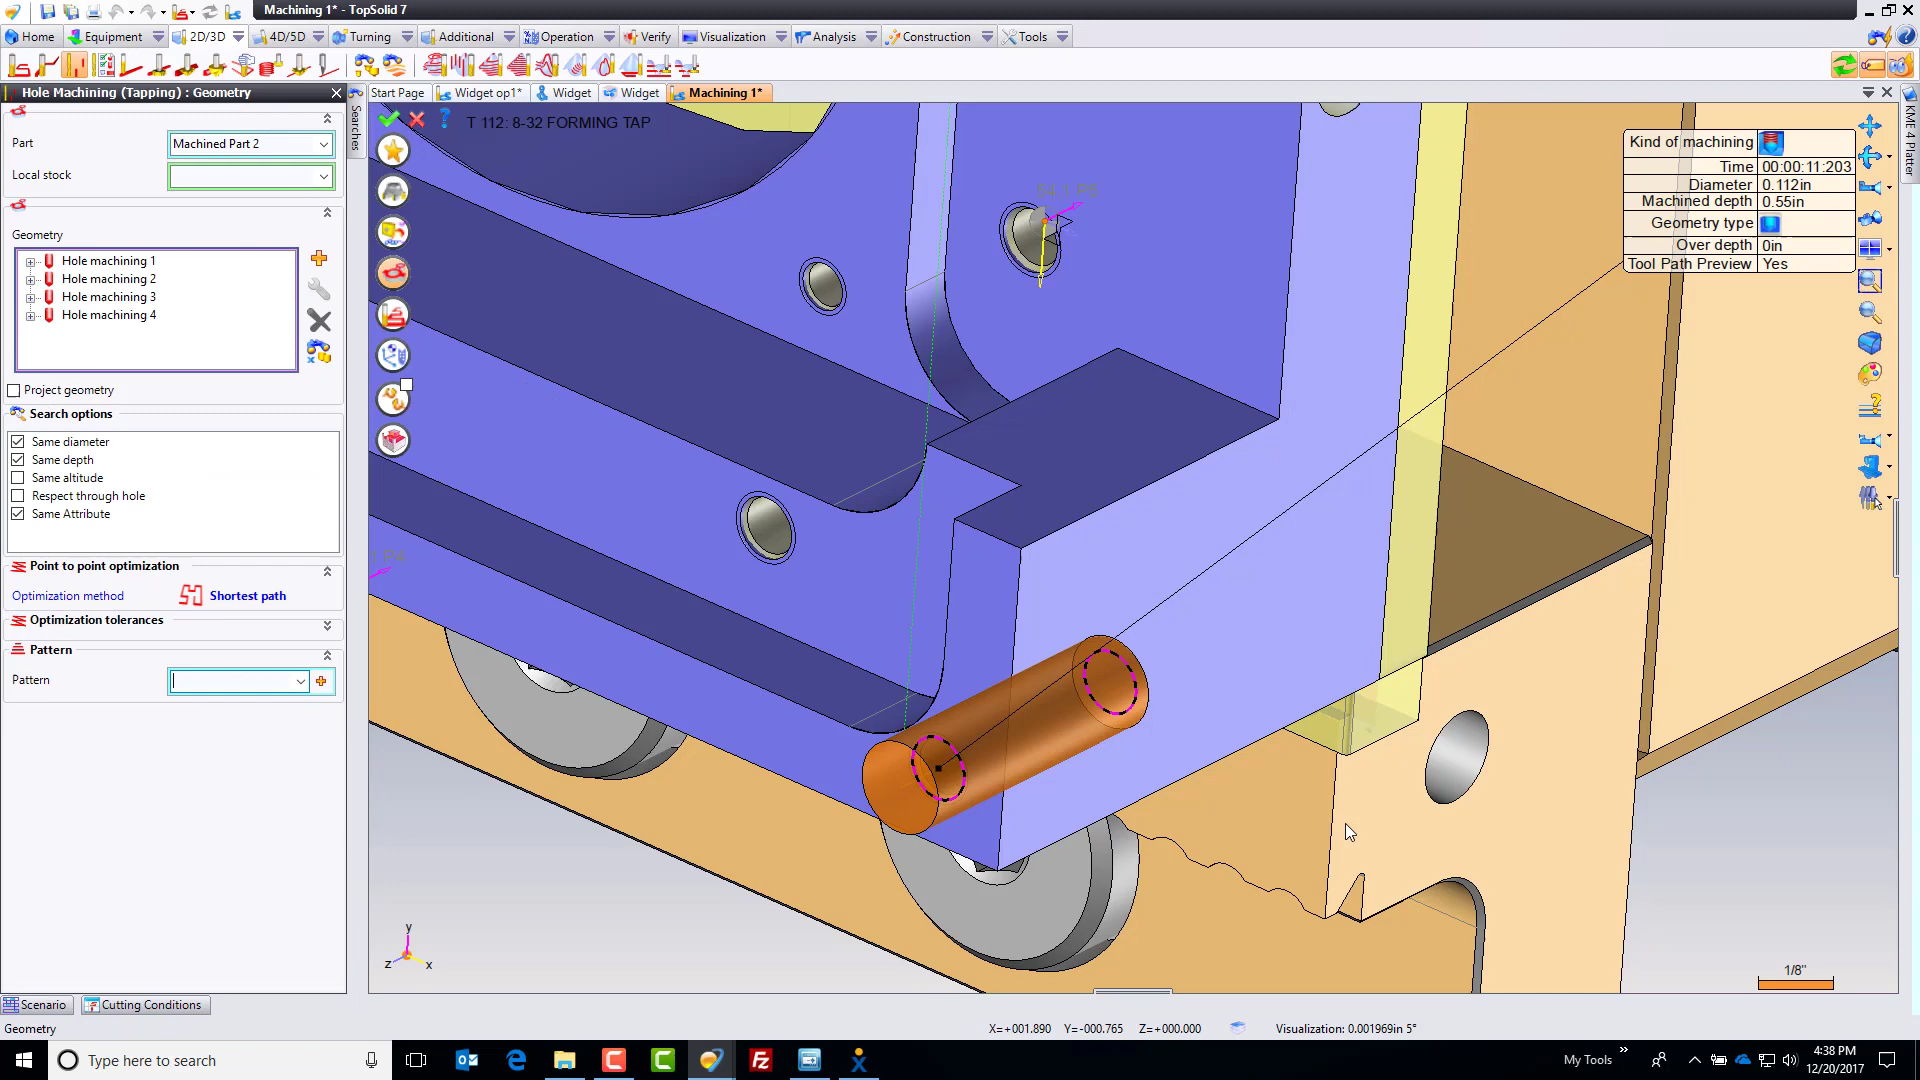 Machining 1* - TopSolid 7
Home
Equipment
2D/3D
4D/5D
Turning
Additional
Operation
Verify
Visualization
Analysis
Construction
Tools
Hole Machining (Tapping) : Geometry
Searches
Start Page
Widget op1*
Widget
Widget
Machining 1*
T 112: 8-32 FORMING TAP
Part
Machined Part 2
Local stock
Geometry
Hole machining 1
Hole machining 2
Hole machining 3
Hole machining 4
Project geometry
Search options
Same diameter
Same depth
Same altitude
Respect through hole
Same Attribute
Point to point optimization
Optimization method
Shortest path
Optimization tolerances
Pattern
Pattern
Kind of machining
Time 00:00:11:203
Diameter 0.112in
Machined depth 0.55in
Geometry type
Over depth 0in
Tool Path Preview Yes
KME 4 Platter
y
z
x
1/8"
Scenario
Cutting Conditions
Geometry
X=+001.890 Y=-000.765 Z=+000.000
Visualization: 0.001969in 5°
Type here to search
My Tools
4:38 PM
12/20/2017